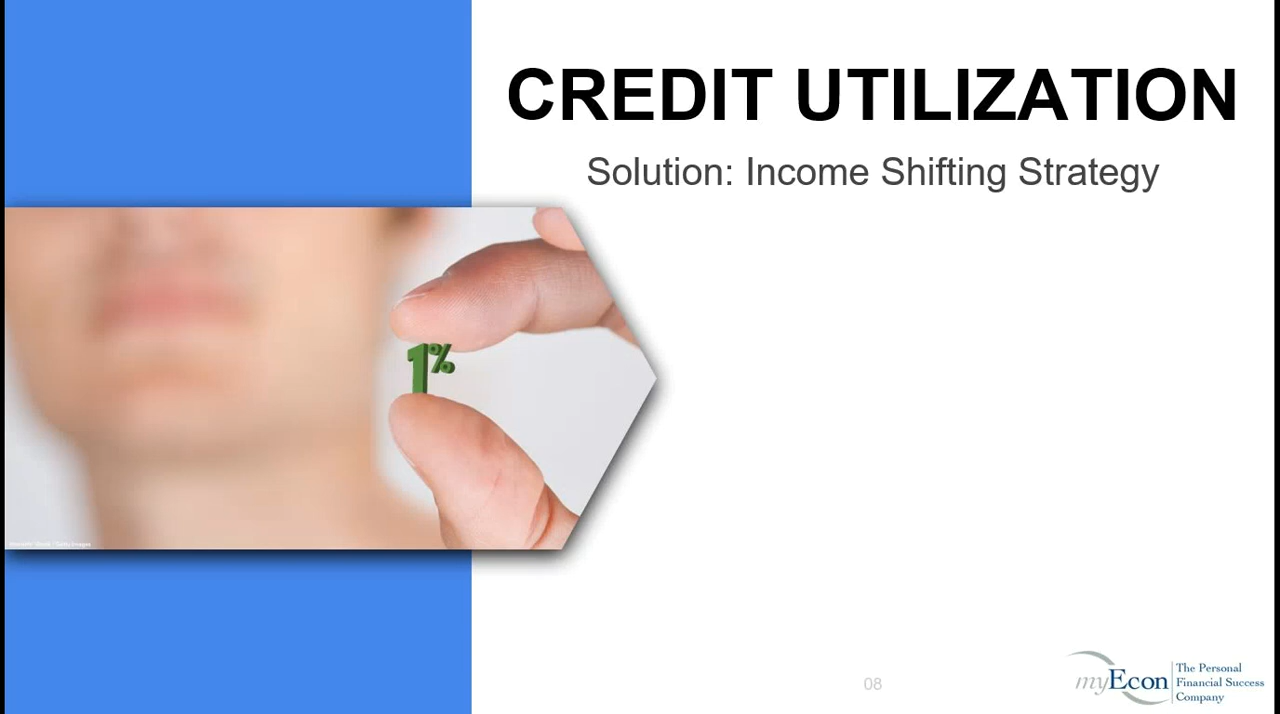 CREDIT UTILIZATION
Solution: Income Shifting Strategy
1%
08
myEcon
The Personal
Financial Success
Company